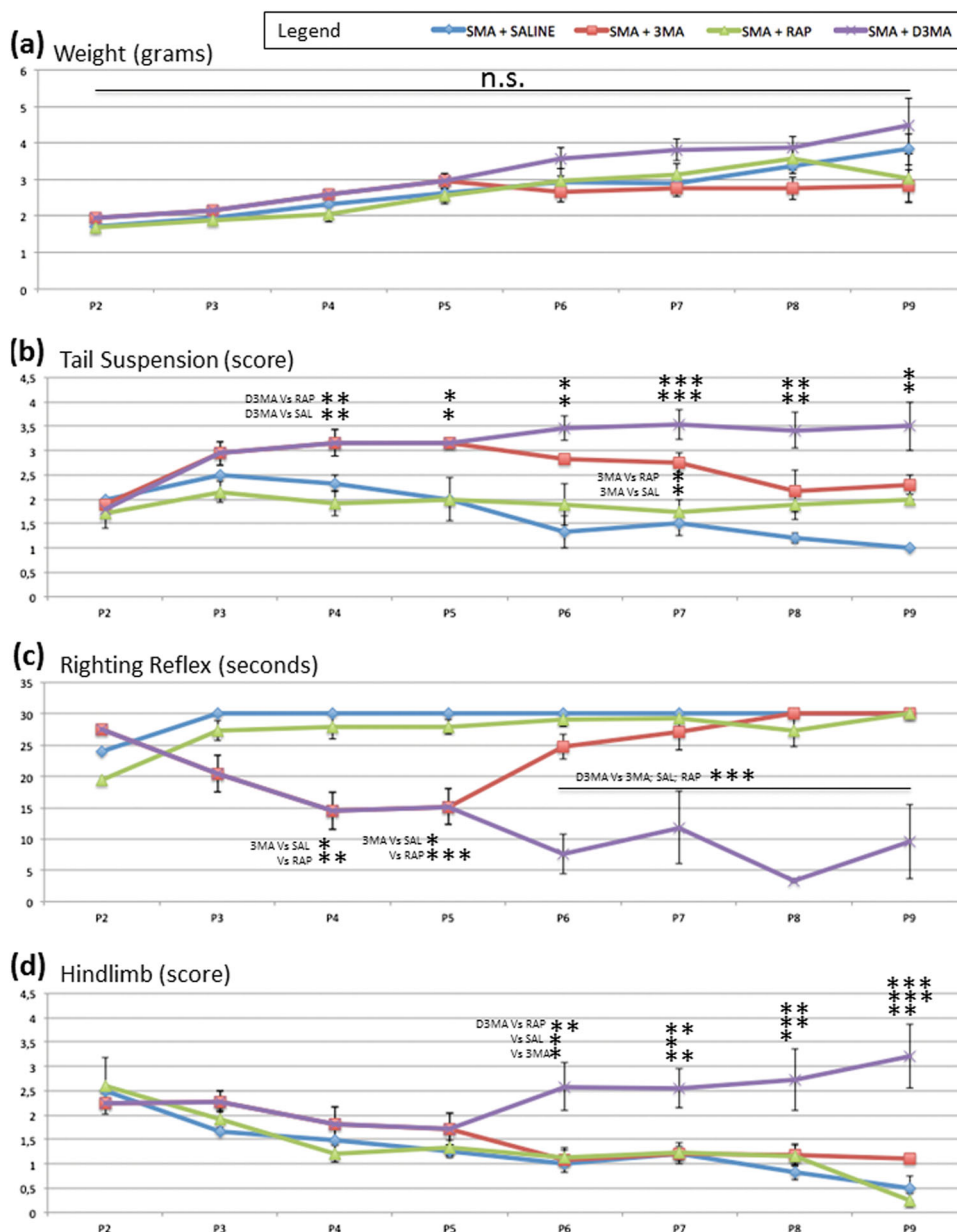 Legend SMA + SALINE SMA + 3MA SMA + RAP SMA + D3MA
(a) Weight (grams)
n.s.
6
5
4
3
2
1
0
P2 P3 P4 P5 P6 P7 P8 P9
(b) Tail Suspension (score)
4,5
4
3,5
3
2,5
2
1,5
1
0,5
0
D3MA Vs RAP ** * * *** ** *
D3MA Vs SAL ** * * *** ** *
3MA Vs RAP *
3MA Vs SAL *
P2 P3 P4 P5 P6 P7 P8 P9
(c) Righting Reflex (seconds)
35
30
25
20
15
10
5
0
D3MA Vs 3MA; SAL; RAP ***
3MA Vs SAL *
Vs RAP **
3MA Vs SAL *
Vs RAP ***
P2 P3 P4 P5 P6 P7 P8 P9
(d) Hindlimb (score)
4,5
4
3,5
3
2,5
2
1,5
1
0,5
0
D3MA Vs RAP ** ** ** ***
Vs SAL * * ** ***
Vs 3MA * ** * **
P2 P3 P4 P5 P6 P7 P8 P9